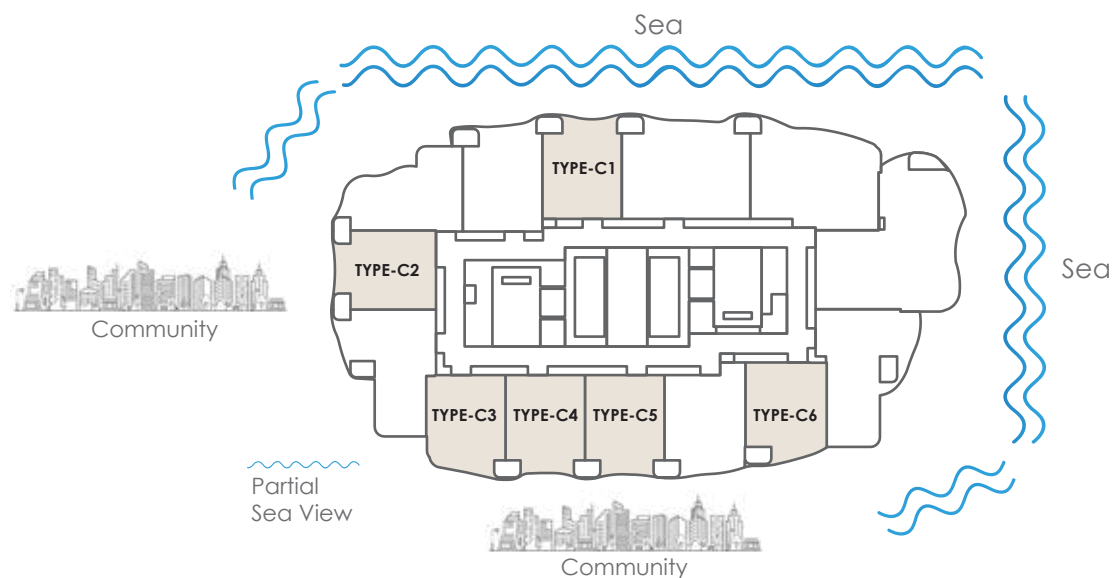 Sea
TYPE-C1
TYPE-C2
Sea
Community
TYPE-C3
TYPE-C4
TYPE-C5
TYPE-C6
Partial
Sea View
Community